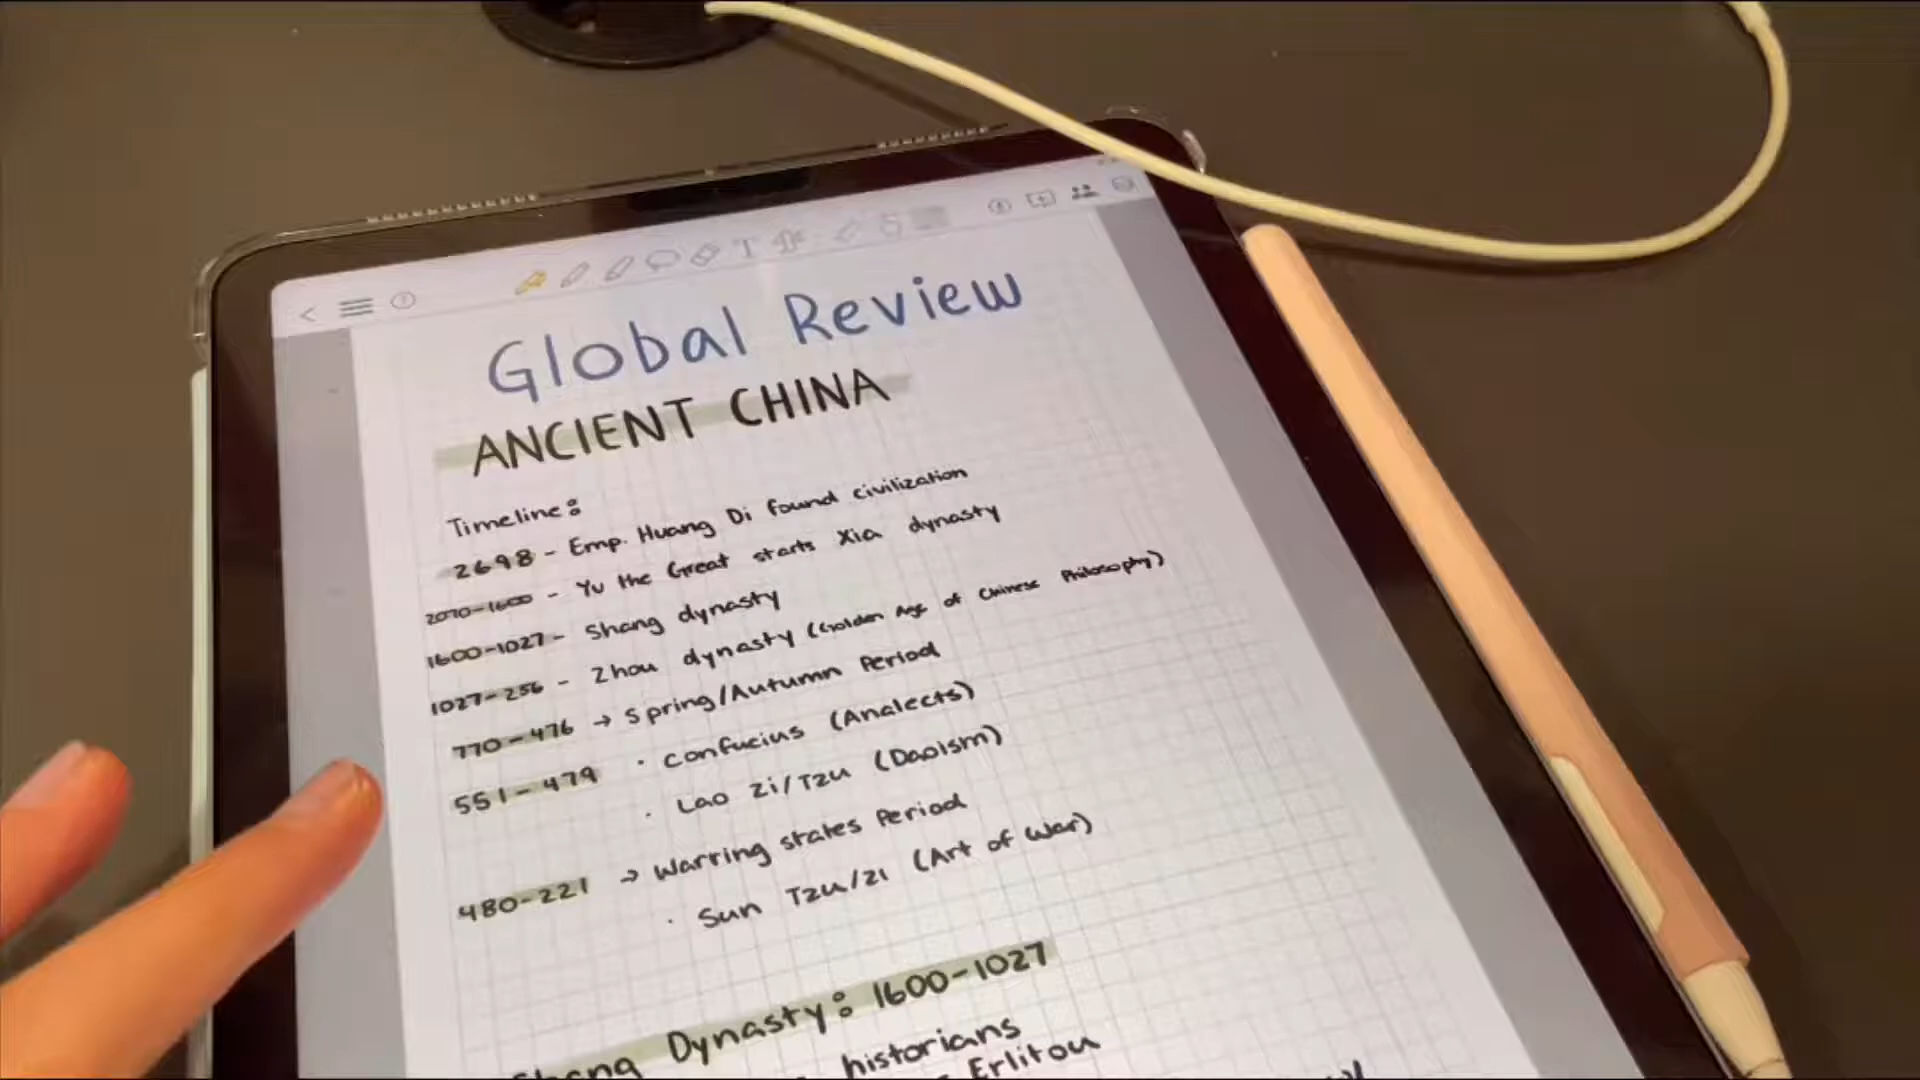 Global Review
ANCIENT CHINA
Timeline:
2698 - Emp. Huang Di found civilization
2070-1600 - Yu the Great starts Xia dynasty
1600-1027 - Shang dynasty
1027-256 - Zhou dynasty (Golden Age of Chinese Philosophy)
770-476 → Spring/Autumn Period
551-479 · Confucius (Analects)
· Lao Zi/Tzu (Daoism)
480-221 → Warring States Period
· Sun Tzu/Zi (Art of War)
Shang Dynasty: 1600-1027
historians
Erlitou